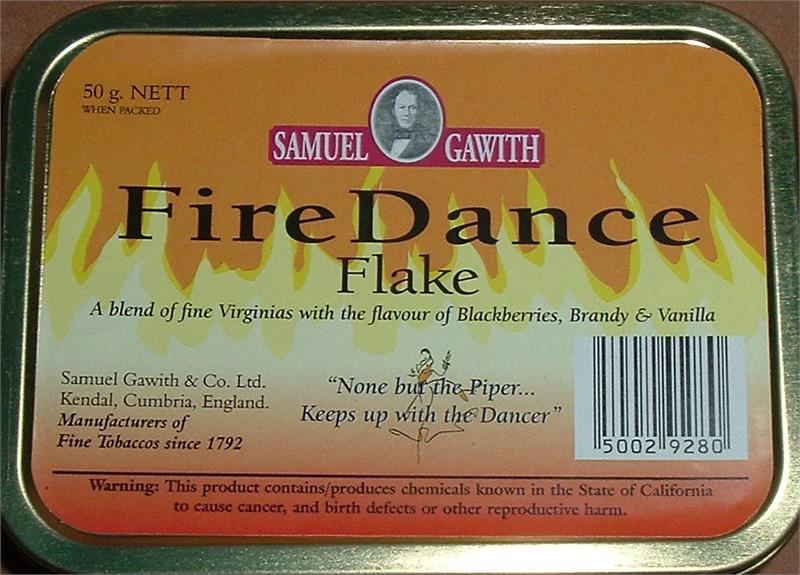 50 g. NETT
WHEN PACKED
SAMUEL GAWITH
FireDance
Flake
A blend of fine Virginias with the flavour of Blackberries, Brandy & Vanilla
Samuel Gawith & Co. Ltd.
Kendal, Cumbria, England.
Manufacturers of
Fine Tobaccos since 1792
“None but the Piper...
Keeps up with the Dancer”
5002 9280
Warning: This product contains/produces chemicals known in the State of California
to cause cancer, and birth defects or other reproductive harm.